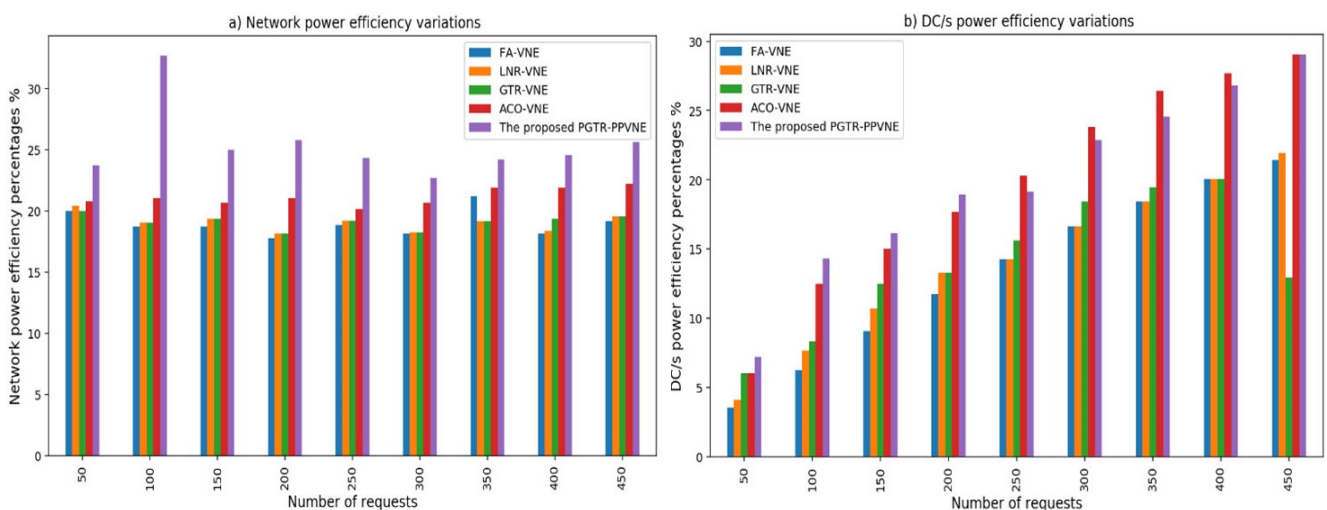 a) Network power efficiency variations
Network power efficiency percentages %
30
25
20
15
10
5
0
FA-VNE
LNR-VNE
GTR-VNE
ACO-VNE
The proposed PGTR-PPVNE
50
100
150
200
250
300
350
400
450
Number of requests
b) DC/s power efficiency variations
DC/s power efficiency percentages %
30
25
20
15
10
5
0
FA-VNE
LNR-VNE
GTR-VNE
ACO-VNE
The proposed PGTR-PPVNE
50
100
150
200
250
300
350
400
450
Number of requests